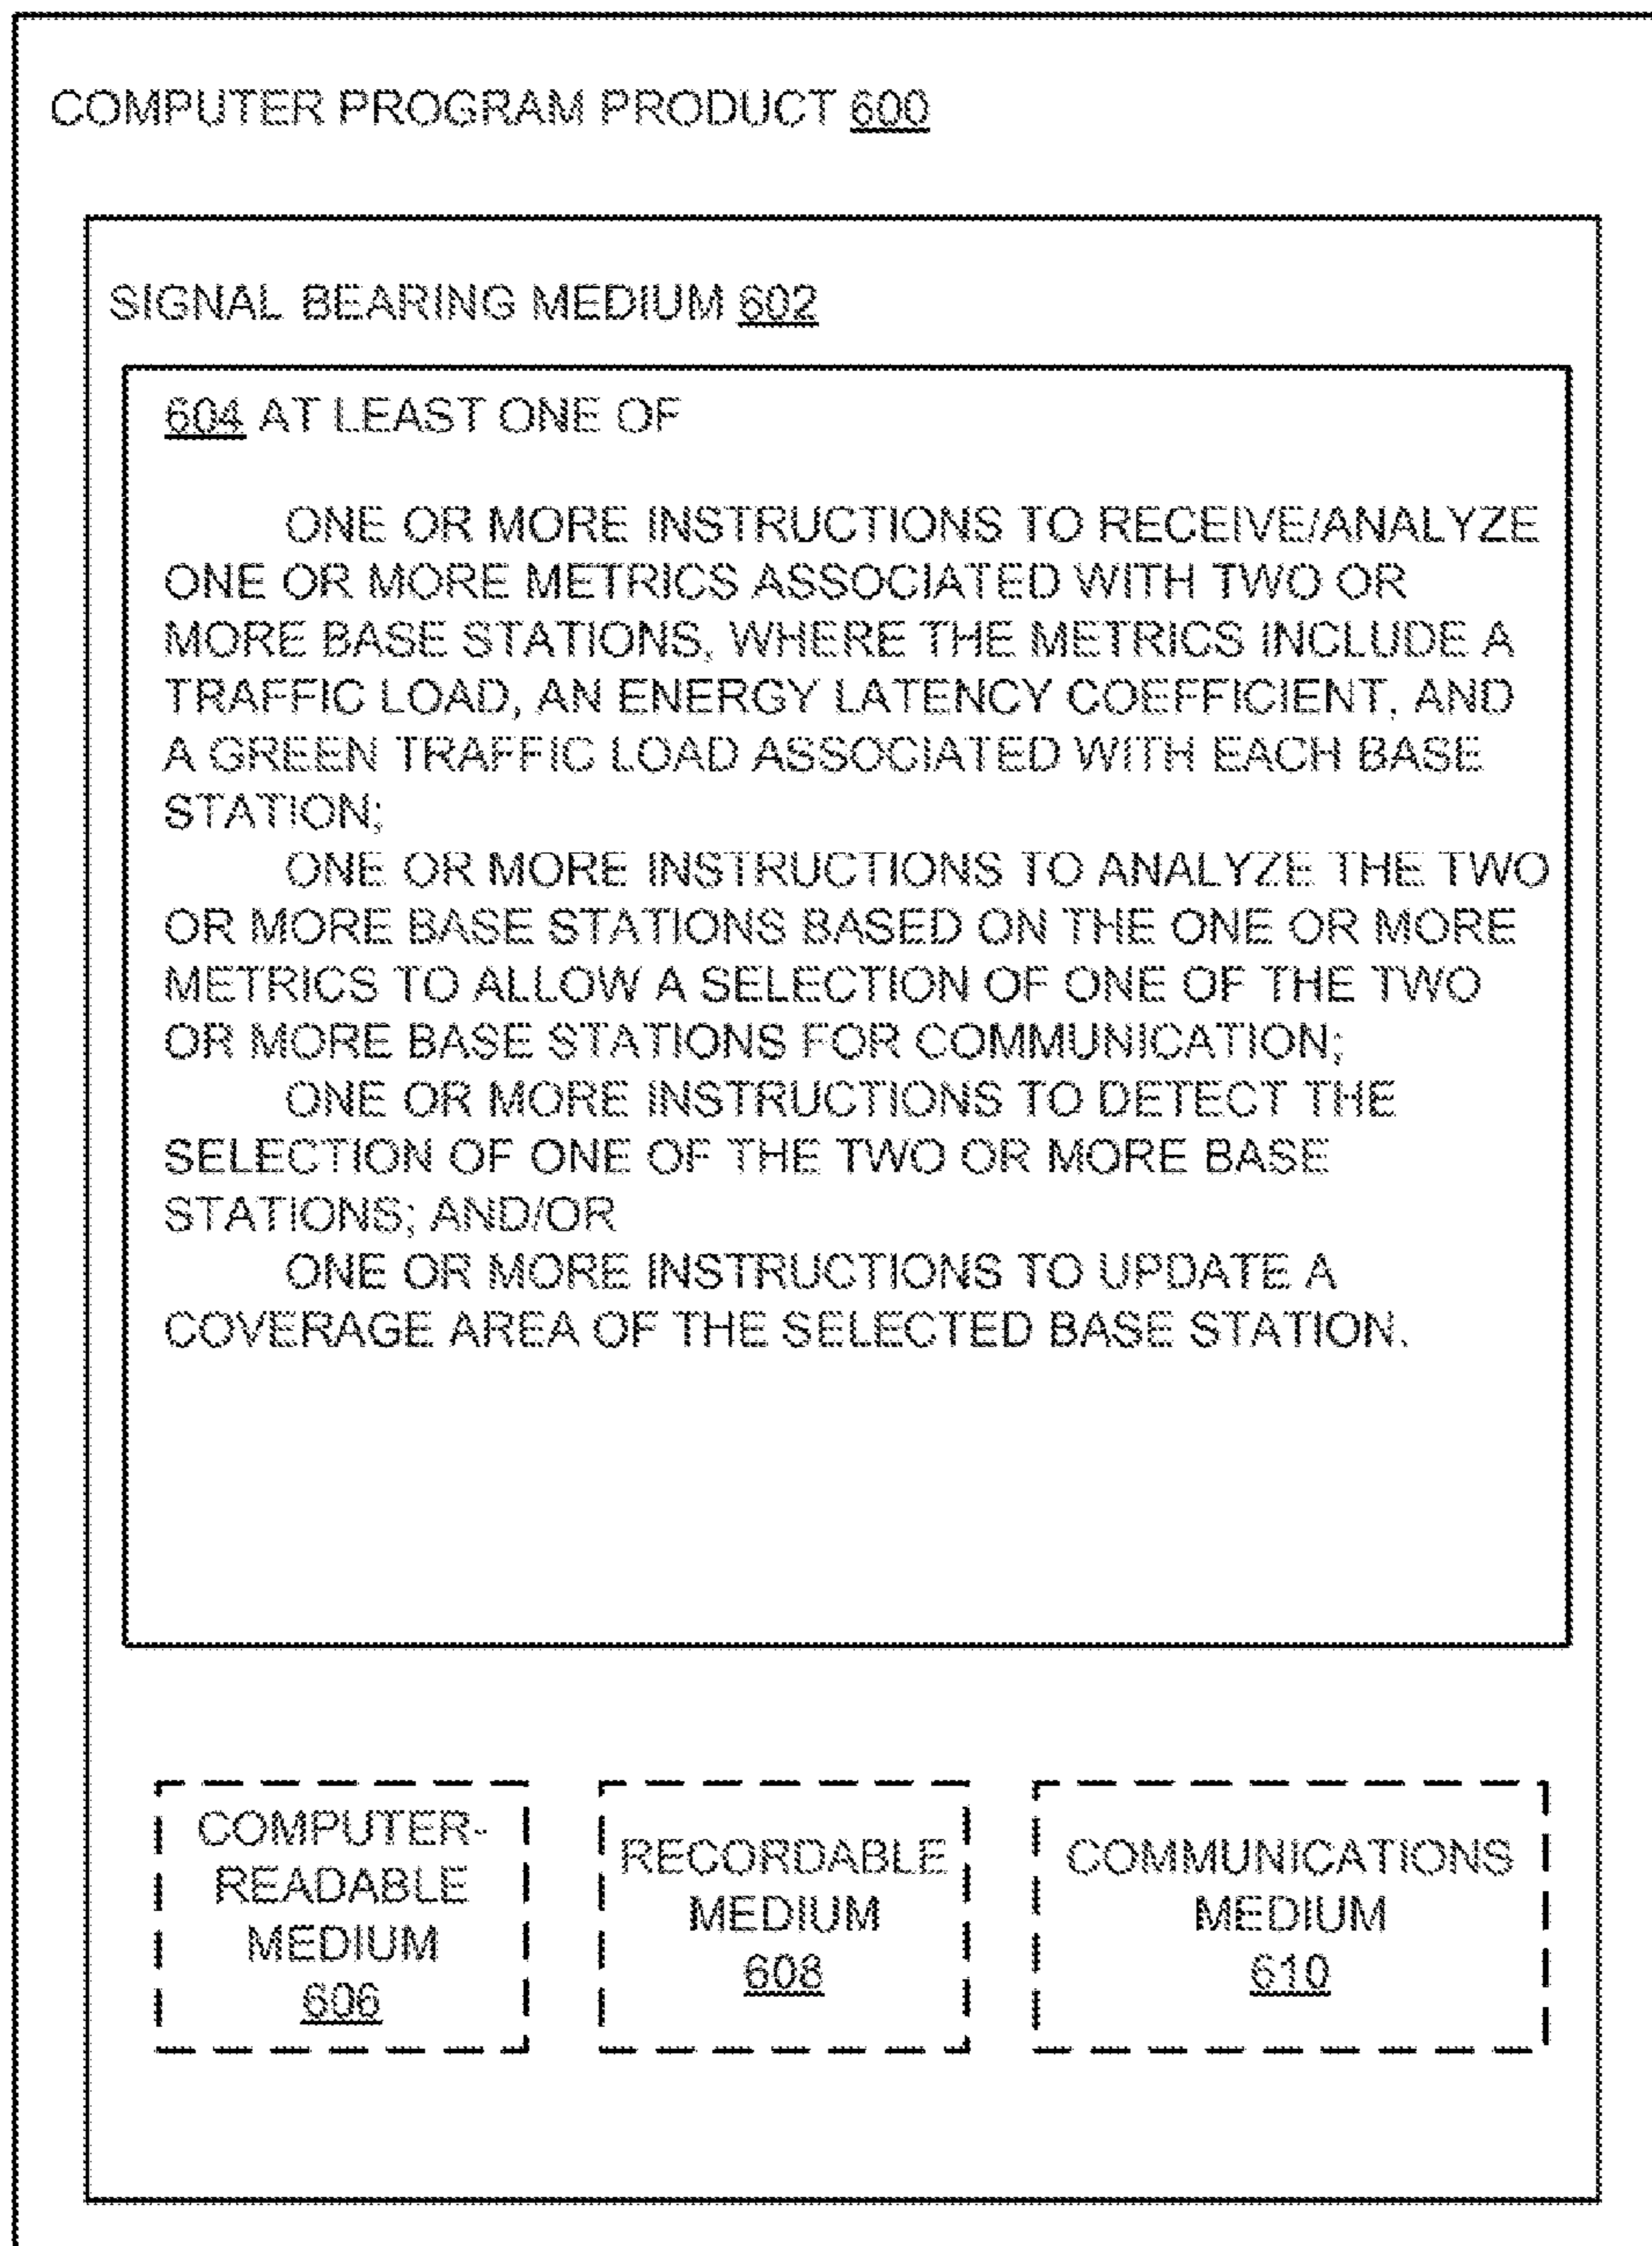 COMPUTER PROGRAM PRODUCT 600
SIGNAL BEARING MEDIUM 602
604 AT LEAST ONE OF
ONE OR MORE INSTRUCTIONS TO RECEIVE/ANALYZE
ONE OR MORE METRICS ASSOCIATED WITH TWO OR
MORE BASE STATIONS, WHERE THE METRICS INCLUDE A
TRAFFIC LOAD, AN ENERGY LATENCY COEFFICIENT, AND
A GREEN TRAFFIC LOAD ASSOCIATED WITH EACH BASE
STATION;
ONE OR MORE INSTRUCTIONS TO ANALYZE THE TWO
OR MORE BASE STATIONS BASED ON THE ONE OR MORE
METRICS TO ALLOW A SELECTION OF ONE OF THE TWO
OR MORE BASE STATIONS FOR COMMUNICATION;
ONE OR MORE INSTRUCTIONS TO DETECT THE
SELECTION OF ONE OF THE TWO OR MORE BASE
STATIONS; AND/OR
ONE OR MORE INSTRUCTIONS TO UPDATE A
COVERAGE AREA OF THE SELECTED BASE STATION.
COMPUTER-
READABLE
MEDIUM
606
RECORDABLE
MEDIUM
608
COMMUNICATIONS
MEDIUM
610